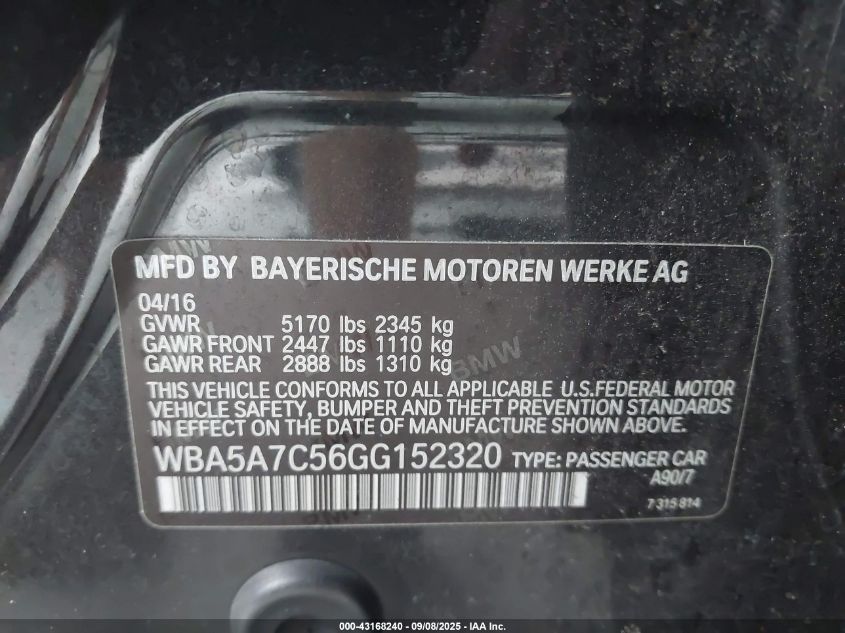 MFD BY BAYERISCHE MOTOREN WERKE AG
04/16
GVWR 5170 lbs 2345 kg
GAWR FRONT 2447 lbs 1110 kg
GAWR REAR 2888 lbs 1310 kg
THIS VEHICLE CONFORMS TO ALL APPLICABLE U.S.FEDERAL MOTOR
VEHICLE SAFETY, BUMPER AND THEFT PREVENTION STANDARDS
IN EFFECT ON THE DATE OF MANUFACTURE SHOWN ABOVE.
WBA5A7C56GG152320 TYPE: PASSENGER CAR
A90/7
7 315 814
000-43168240 - 09/08/2025 - IAA Inc.